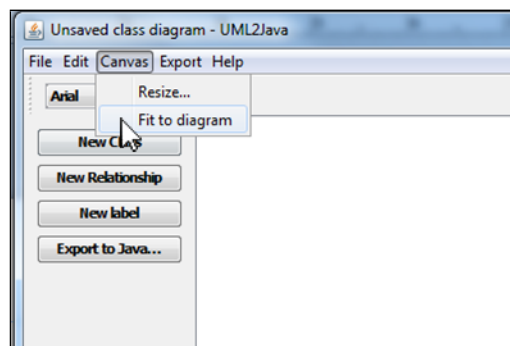 Unsaved class diagram - UML2Java
File Edit Canvas Export Help
Arial
Resize...
Fit to diagram
New Class
New Relationship
New label
Export to Java...